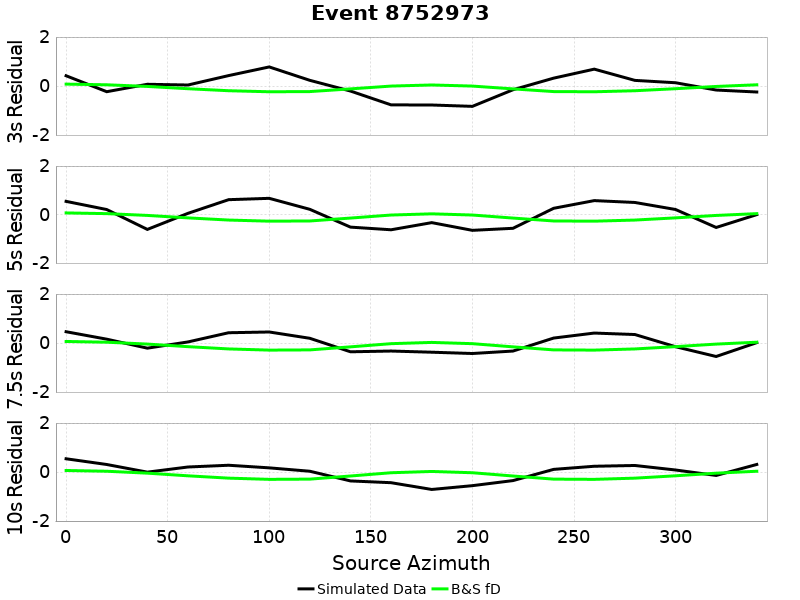 Event 8752973
2
0
-2
3s Residual
2
0
-2
5s Residual
2
0
-2
7.5s Residual
2
0
-2
10s Residual
0 50 100 150 200 250 300
Source Azimuth
Simulated Data B&S fD